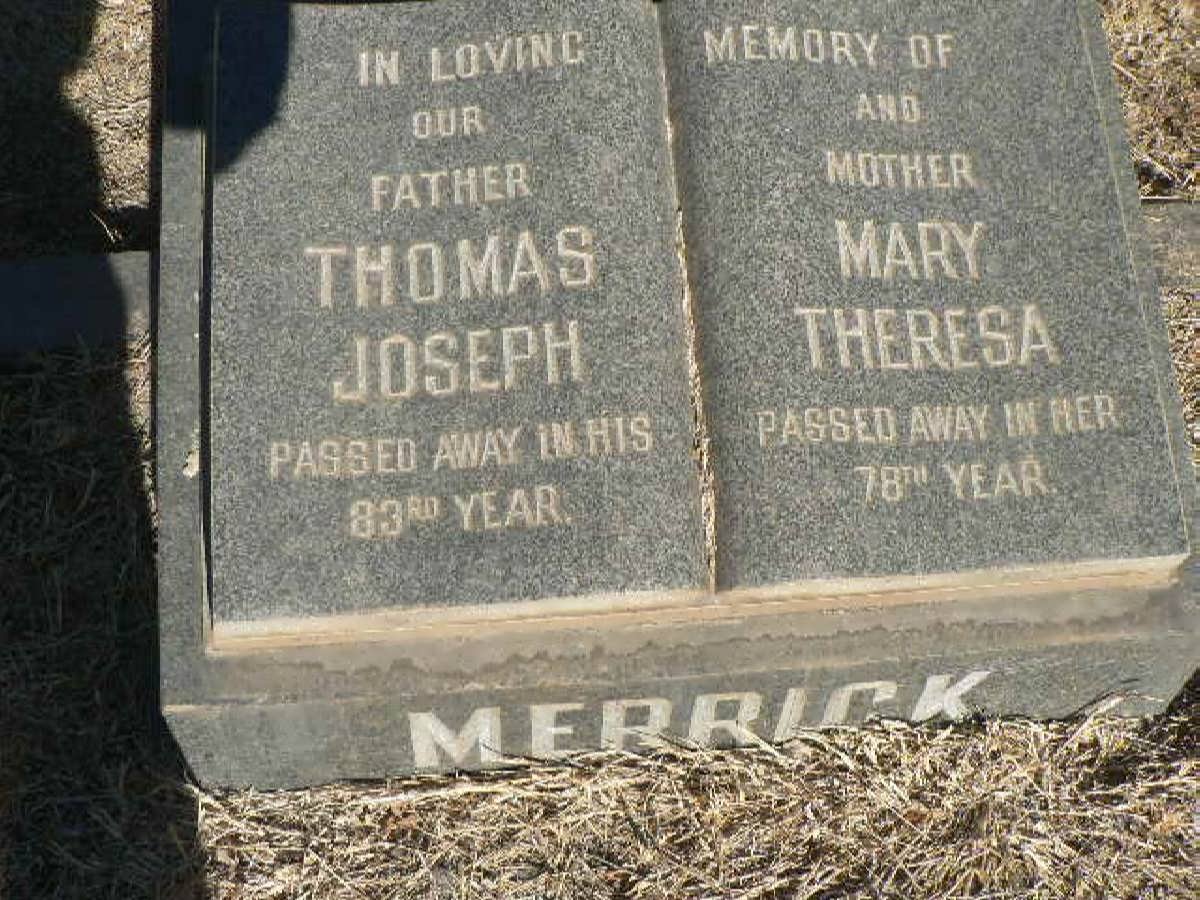 IN LOVING MEMORY OF
OUR AND
FATHER MOTHER
THOMAS MARY
JOSEPH THERESA
PASSED AWAY IN HIS PASSED AWAY IN HER
83RD YEAR. 78TH YEAR.
MERRICK